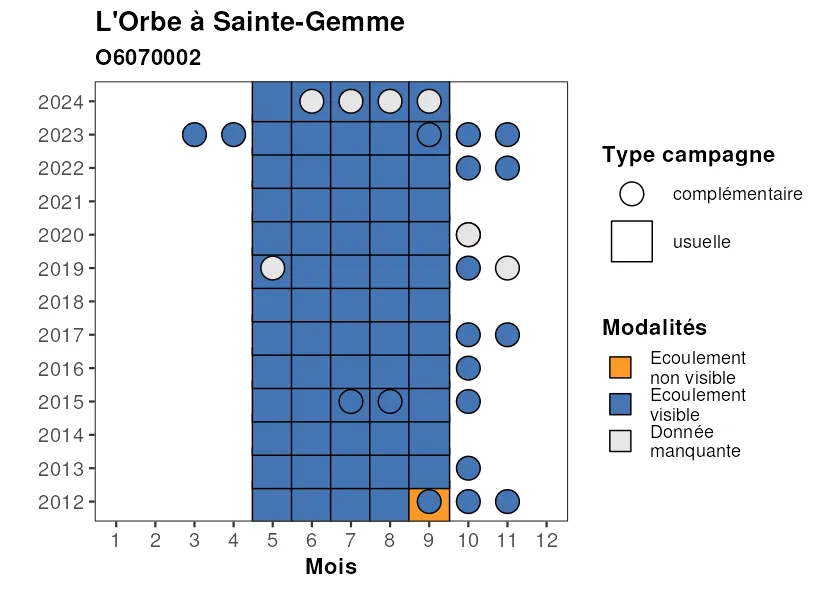 L'Orbe à Sainte-Gemme
O6070002
2024
2023
2022
2021
2020
2019
2018
2017
2016
2015
2014
2013
2012
1 2 3 4 5 6 7 8 9 10 11 12
Mois
Type campagne
complémentaire
usuelle
Modalités
Ecoulement
non visible
Ecoulement
visible
Donnée
manquante